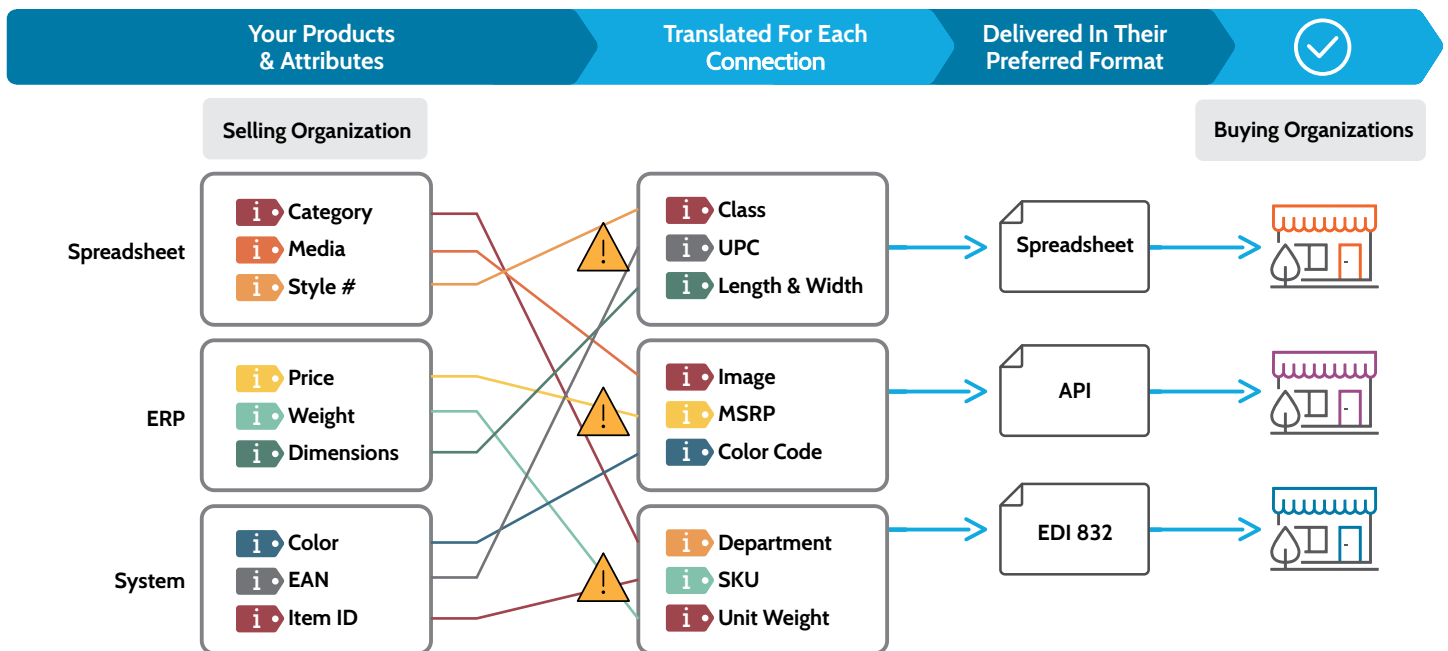 Your Products
& Attributes
Translated For Each
Connection
Delivered In Their
Preferred Format
Selling Organization
Buying Organizations
Spreadsheet
i Category
i Media
i Style #
ERP
i Price
i Weight
i Dimensions
System
i Color
i EAN
i Item ID
!
!
!
i Class
i UPC
i Length & Width
i Image
i MSRP
i Color Code
i Department
i SKU
i Unit Weight
Spreadsheet
API
EDI 832